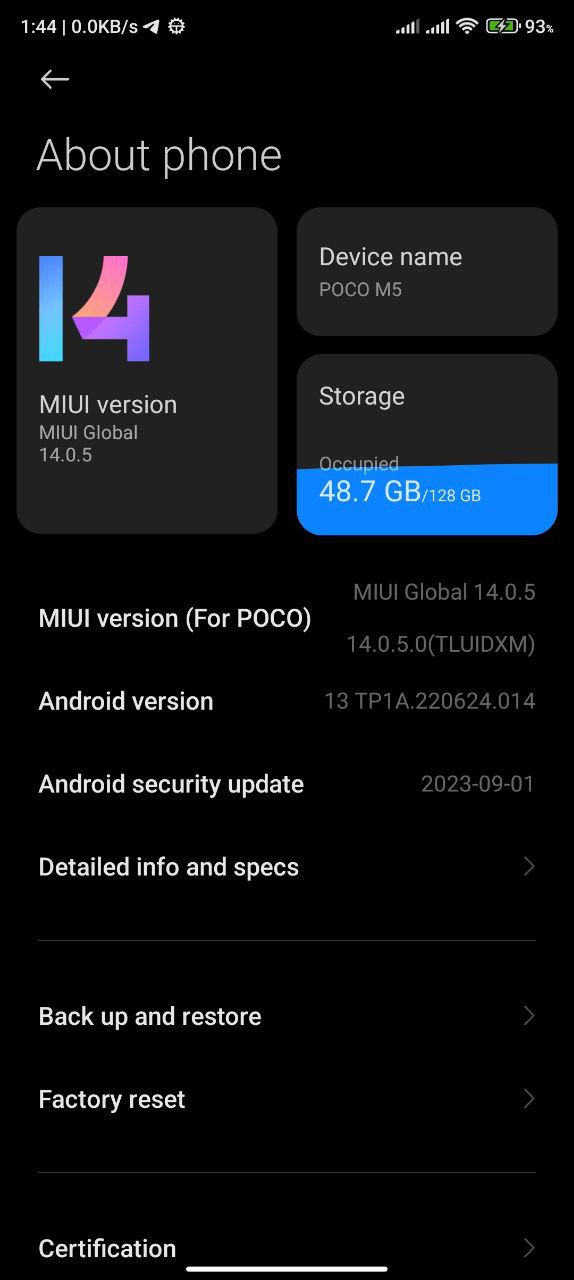 1:44 | 0.0KB/s 93%
About phone
14
MIUI version
MIUI Global
14.0.5
Device name
POCO M5
Storage
Occupied
48.7 GB/128 GB
MIUI version (For POCO)
MIUI Global 14.0.5
14.0.5.0(TLUIDXM)
Android version
13 TP1A.220624.014
Android security update
2023-09-01
Detailed info and specs
Back up and restore
Factory reset
Certification